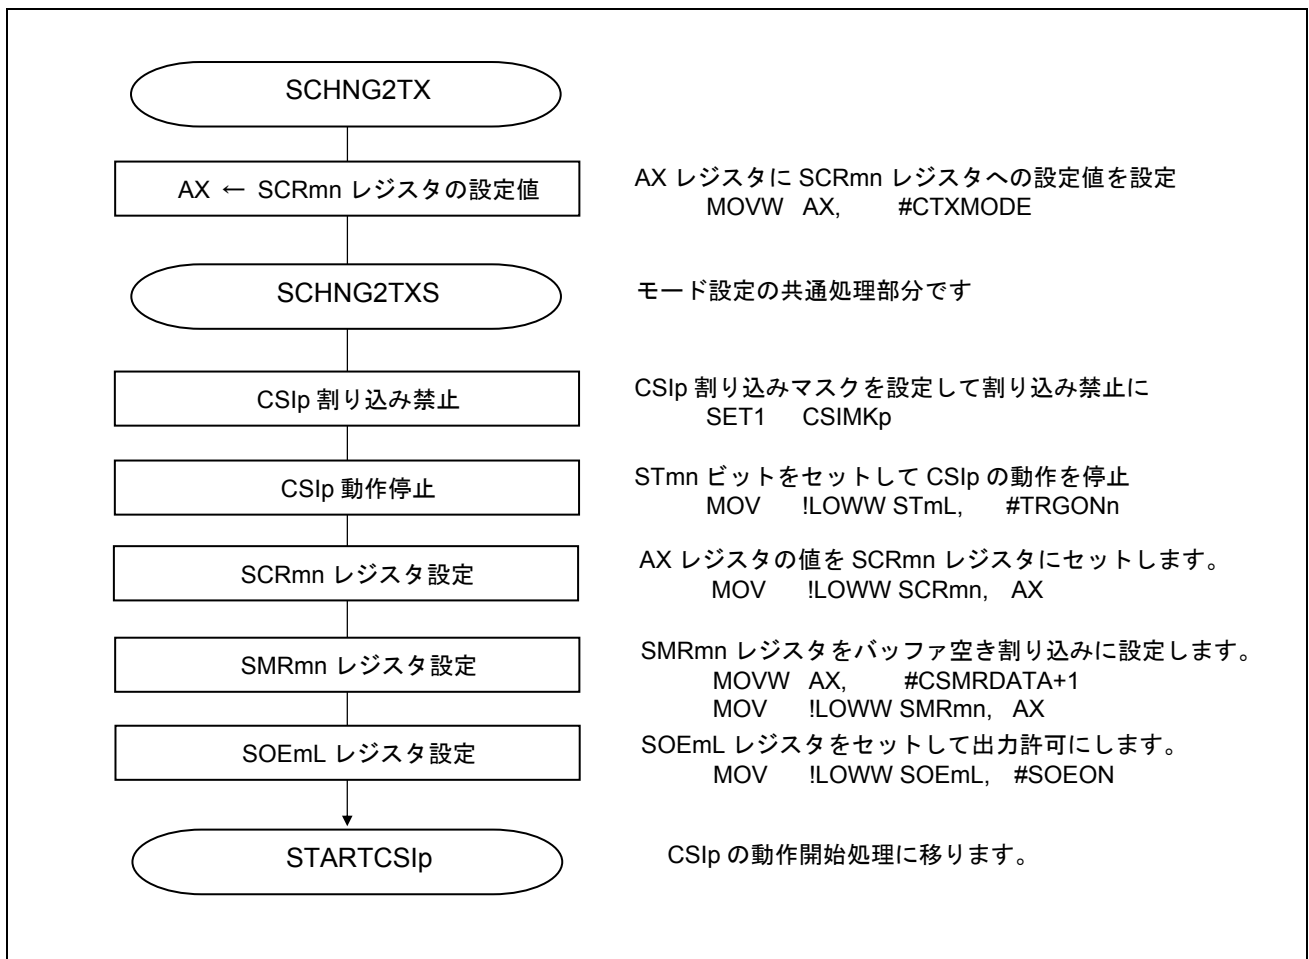 SCHNG2TX
AX ← SCRmn レジスタの設定値
AX レジスタに SCRmn レジスタへの設定値を設定
MOVW AX, #CTXMODE
SCHNG2TXS
モード設定の共通処理部分です
CSIp 割り込み禁止
CSIp 割り込みマスクを設定して割り込み禁止に
SET1 CSIMKp
CSIp 動作停止
STmn ビットをセットして CSIp の動作を停止
MOV !LOWW STmL, #TRGONn
SCRmn レジスタ設定
AX レジスタの値を SCRmn レジスタにセットします。
MOV !LOWW SCRmn, AX
SMRmn レジスタ設定
SMRmn レジスタをバッファ空き割り込みに設定します。
MOVW AX, #CSMRDATA+1
MOV !LOWW SMRmn, AX
SOEmL レジスタ設定
SOEmL レジスタをセットして出力許可にします。
MOV !LOWW SOEmL, #SOEON
STARTCSIp
CSIp の動作開始処理に移ります。